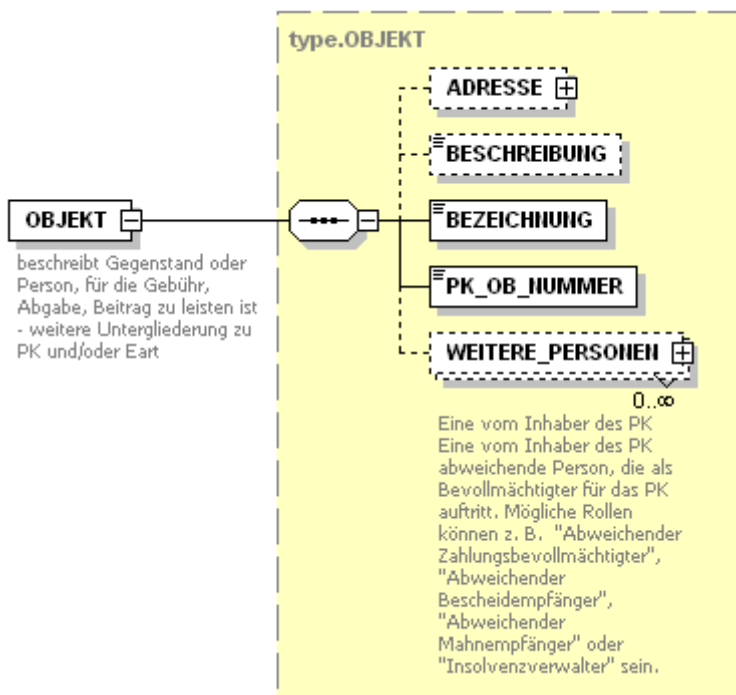 type.OBJEKT
ADRESSE
BESCHREIBUNG
OBJEKT
BEZEICHNUNG
beschreibt Gegenstand oder
Person, für die Gebühr,
Abgabe, Beitrag zu leisten ist
- weitere Untergliederung zu
PK und/oder Eart
PK_OB_NUMMER
WEITERE_PERSONEN
0..∞
Eine vom Inhaber des PK
Eine vom Inhaber des PK
abweichende Person, die als
Bevollmächtigter für das PK
auftritt. Mögliche Rollen
können z. B. "Abweichender
Zahlungsbevollmächtigter",
"Abweichender
Bescheidempfänger",
"Abweichender
Mahnempfänger" oder
"Insolvenzverwalter" sein.